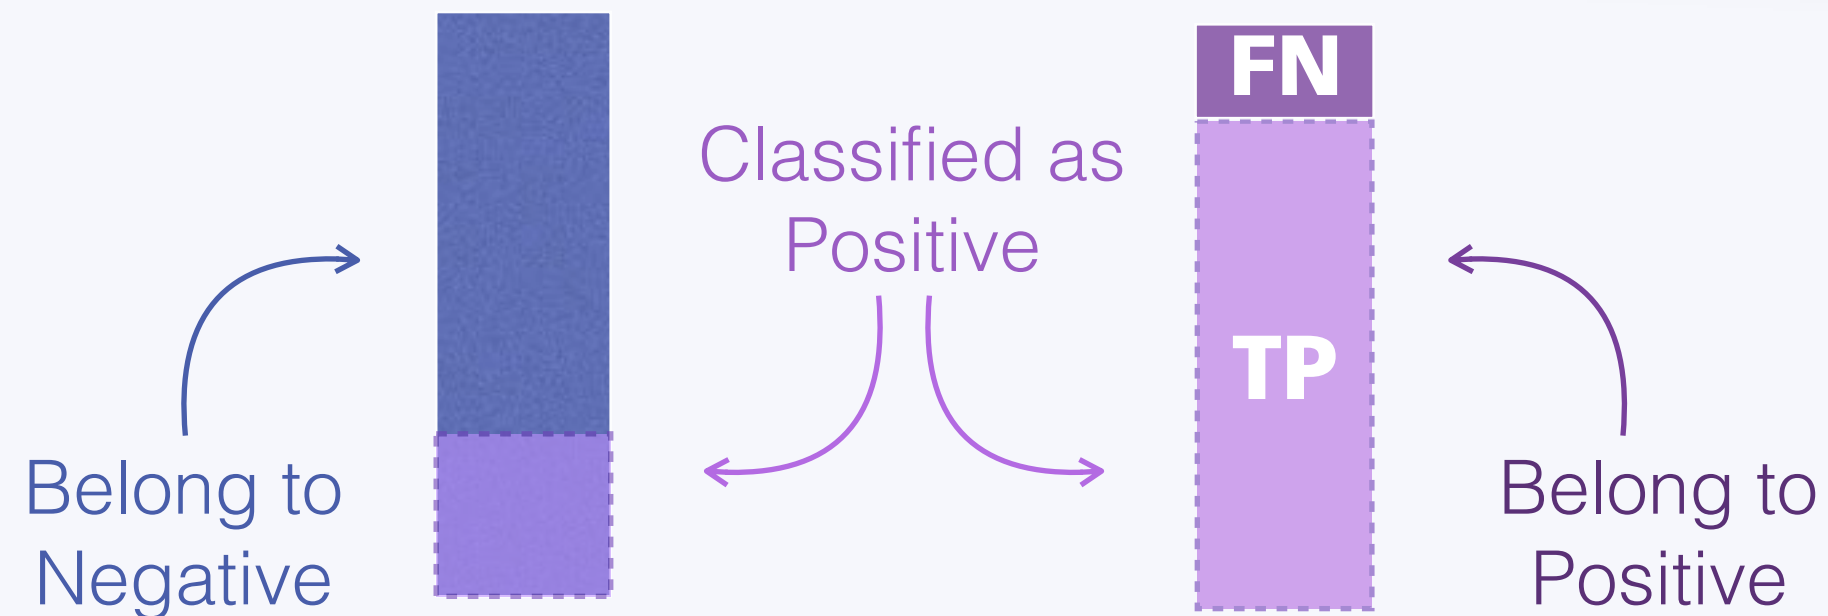 FN
Classified as
Positive
TP
Belong to
Negative
Belong to
Positive